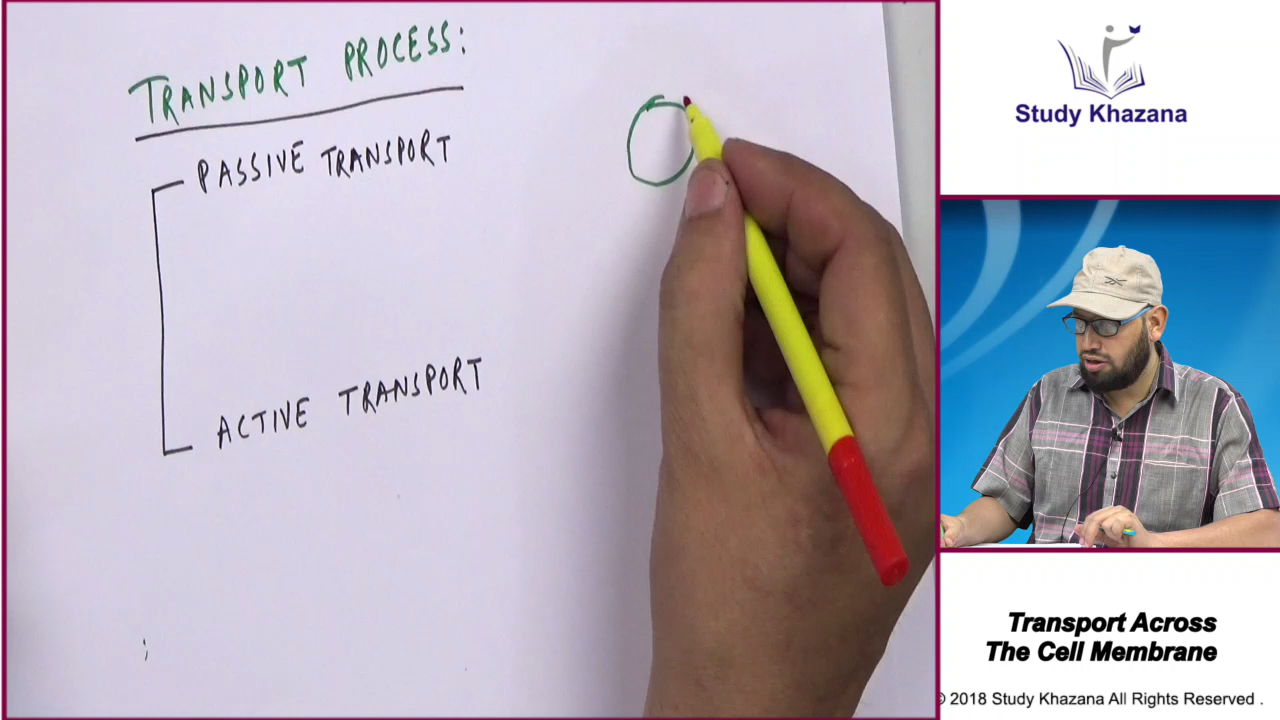 TRANSPORT PROCESS:
PASSIVE TRANSPORT
ACTIVE TRANSPORT
Study Khazana
Transport Across
The Cell Membrane
© 2018 Study Khazana All Rights Reserved .